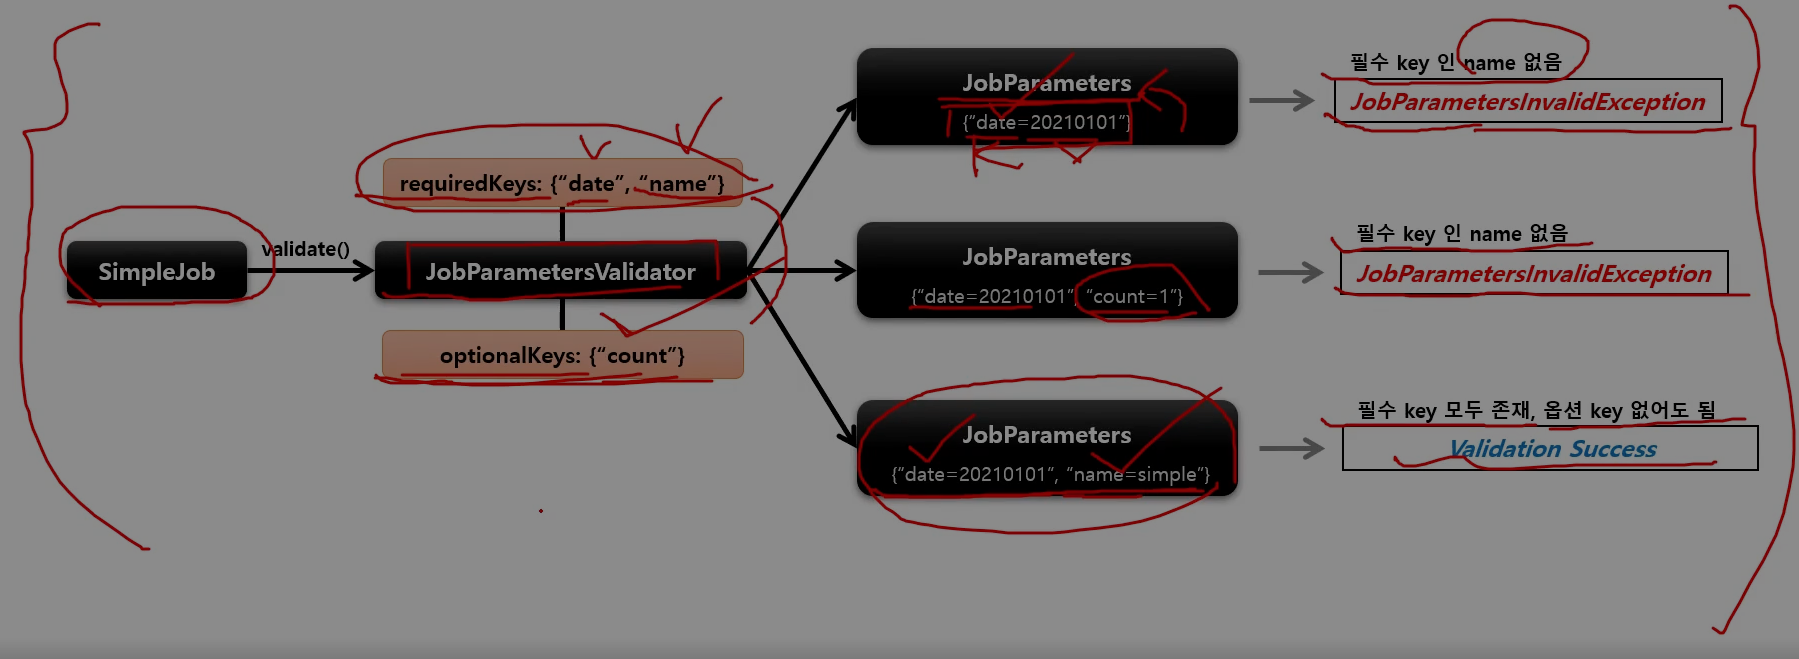 SimpleJob
validate()
requiredKeys: {“date”, “name”}
JobParametersValidator
optionalKeys: {“count”}
JobParameters
{“date=20210101”}
필수 key 인 name 없음
JobParametersInvalidException
JobParameters
{“date=20210101”, “count=1”}
필수 key 인 name 없음
JobParametersInvalidException
JobParameters
{“date=20210101”, “name=simple”}
필수 key 모두 존재, 옵션 key 없어도 됨
Validation Success